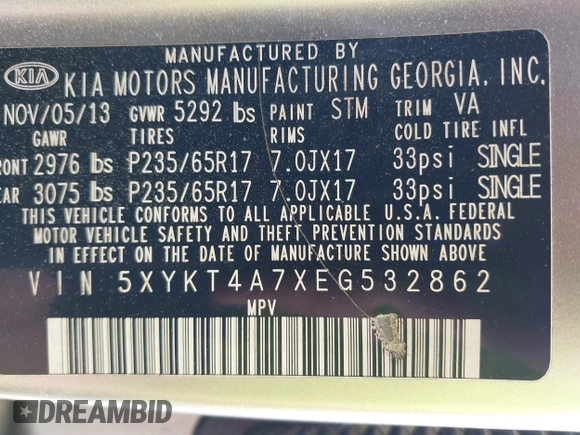 MANUFACTURED BY
KIA KIA MOTORS MANUFACTURING GEORGIA, INC.
NOV/05/13 GVWR 5292 lbs PAINT STM TRIM VA
GAWR TIRES RIMS COLD TIRE INFL
FRONT 2976 lbs P235/65R17 7.0JX17 33psi SINGLE
EAR 3075 lbs P235/65R17 7.0JX17 33psi SINGLE
THIS VEHICLE CONFORMS TO ALL APPLICABLE U.S.A. FEDERAL
MOTOR VEHICLE SAFETY AND THEFT PREVENTION STANDARDS
IN EFFECT ON THE DATE OF MANUFACTURE SHOWN ABOVE.
VIN 5XYKT4A7XEG532862
MPV
DREAMBID